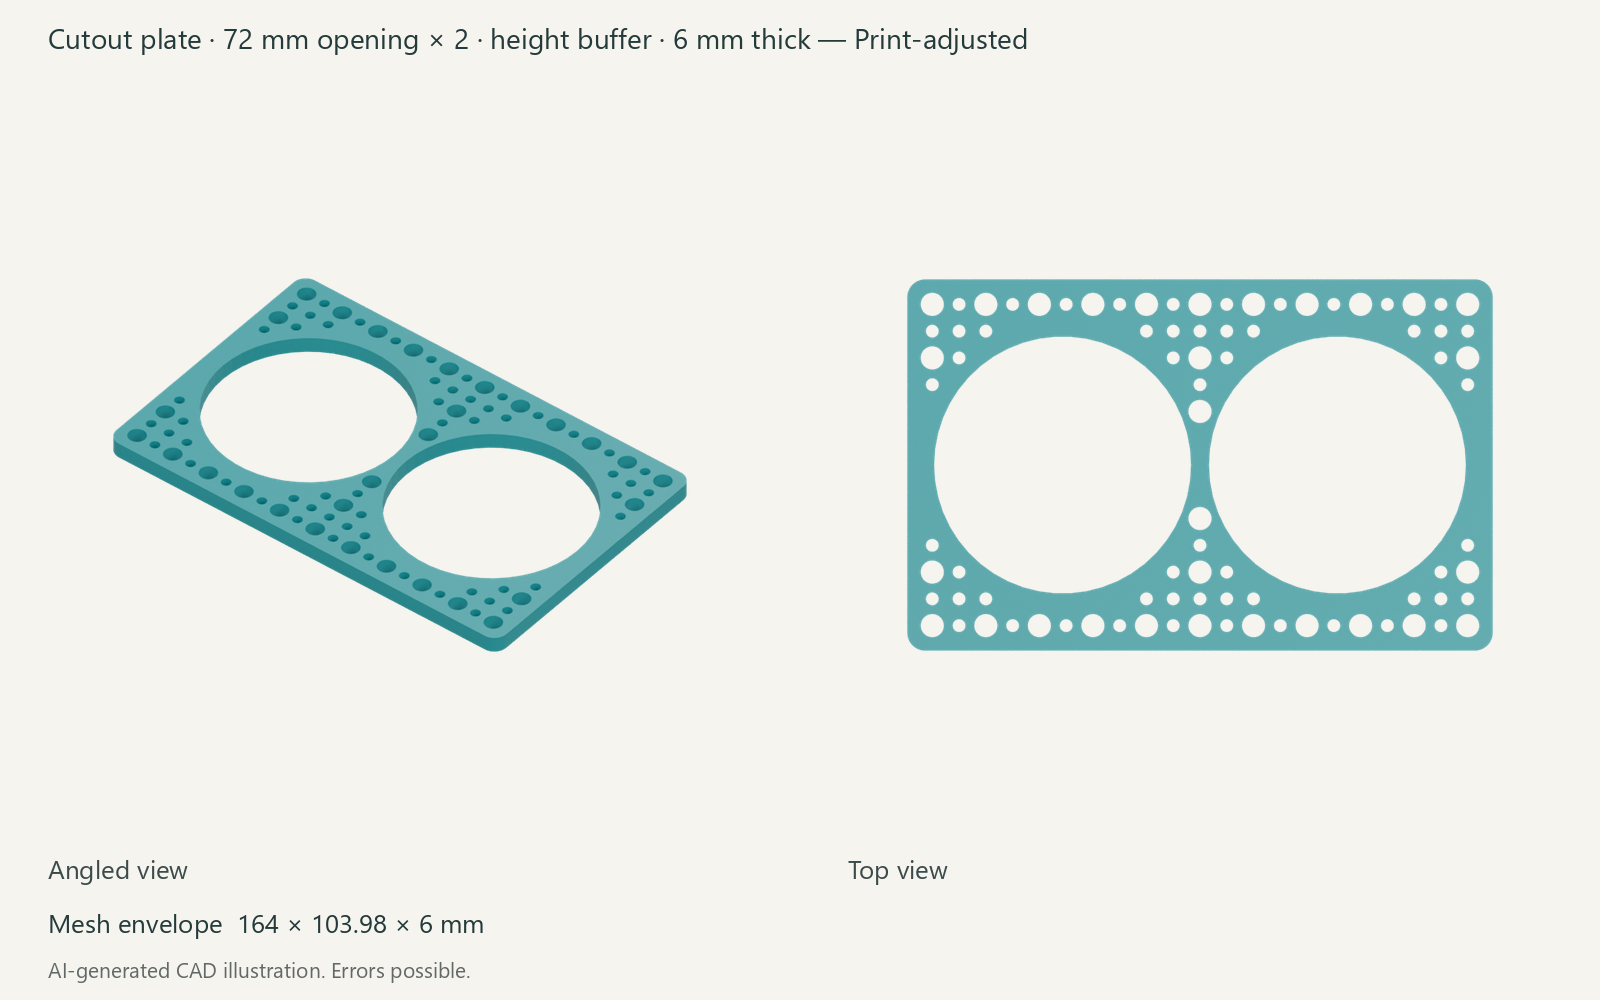 Cutout plate · 72 mm opening × 2 · height buffer · 6 mm thick — Print-adjusted
Angled view
Top view
Mesh envelope 164 × 103.98 × 6 mm
AI-generated CAD illustration. Errors possible.